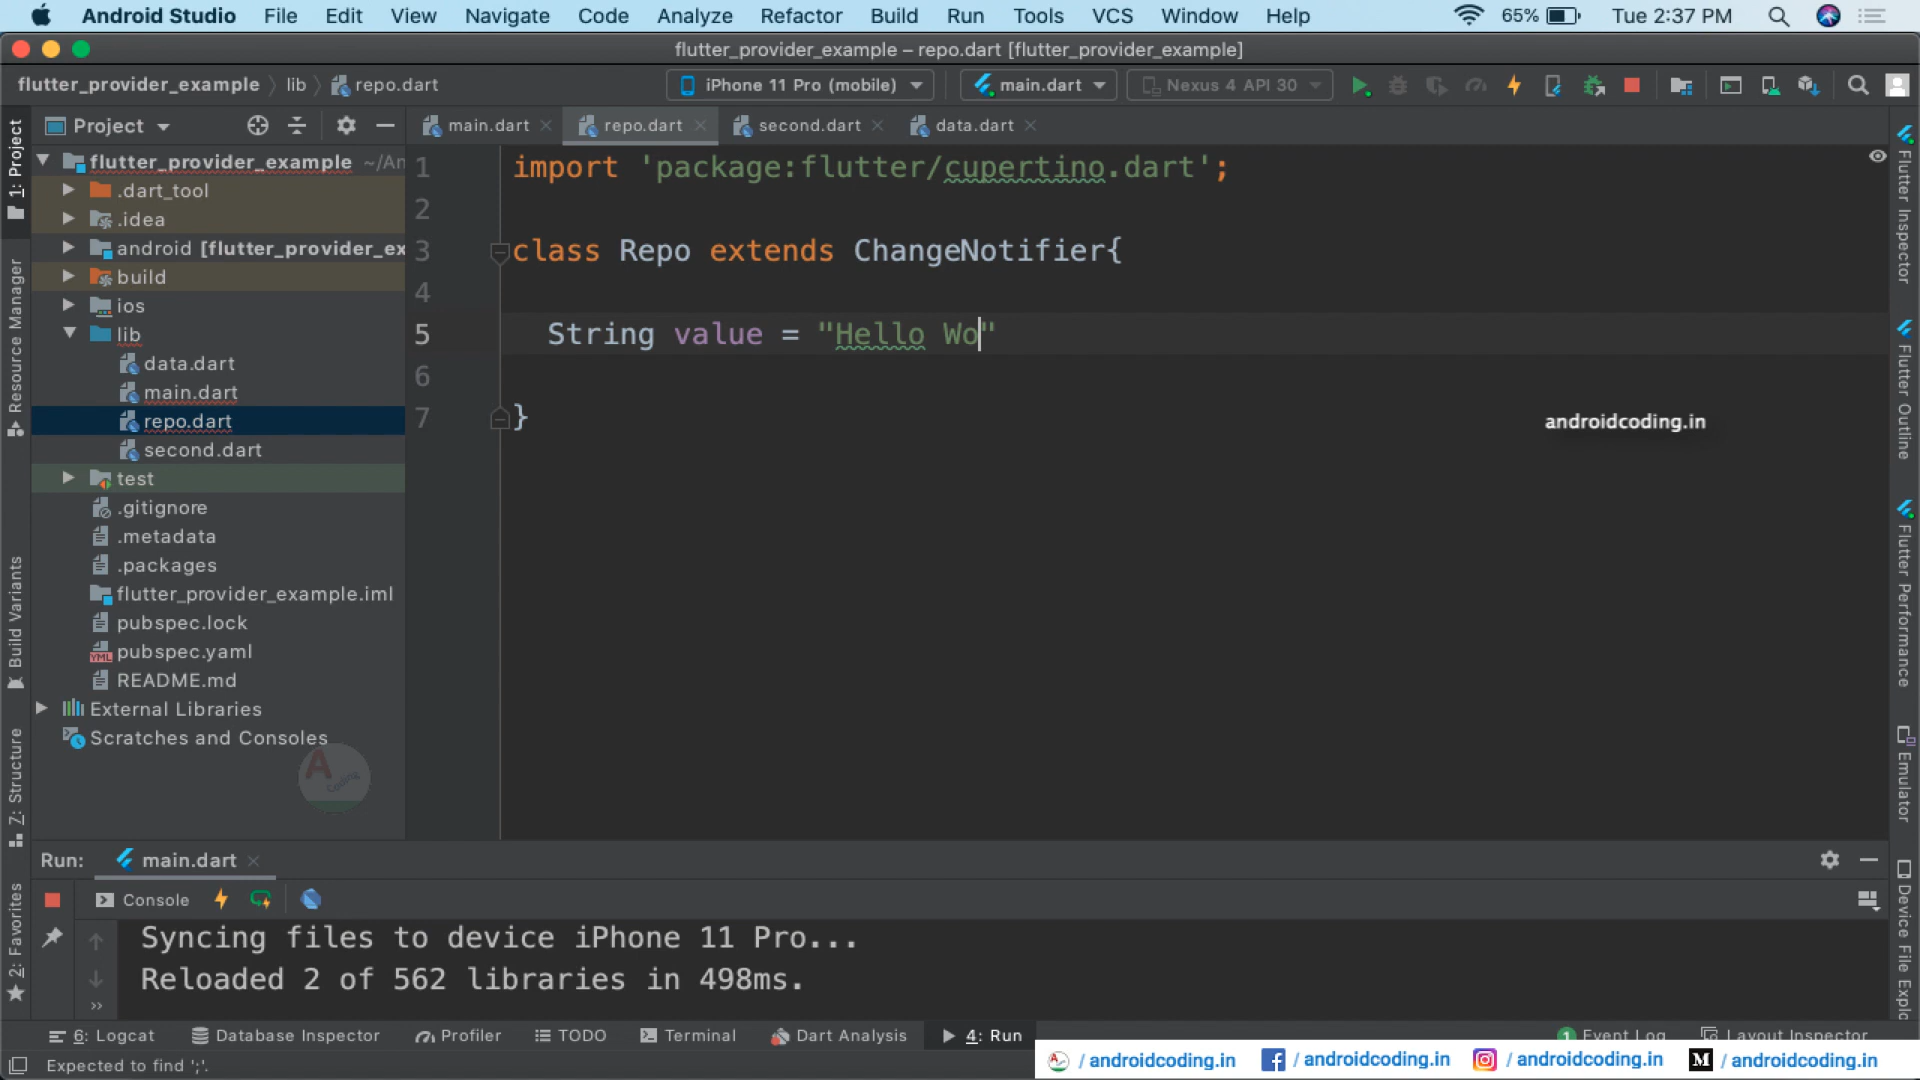 Android Studio File Edit View Navigate Code Analyze Refactor Build Run Tools VCS Window Help 65% Tue 2:37 PM
flutter_provider_example – repo.dart [flutter_provider_example]
flutter_provider_example lib repo.dart iPhone 11 Pro (mobile) main.dart Nexus 4 API 30
Project main.dart repo.dart second.dart data.dart
flutter_provider_example ~/An
.dart_tool
.idea
android [flutter_provider_ex
build
ios
lib
data.dart
main.dart
repo.dart
second.dart
test
.gitignore
.metadata
.packages
flutter_provider_example.iml
pubspec.lock
pubspec.yaml
README.md
External Libraries
Scratches and Consoles
1: Project
Resource Manager
Build Variants
7: Structure
2: Favorites
1 import 'package:flutter/cupertino.dart';
2
3 class Repo extends ChangeNotifier{
4
5 String value = "Hello Wo"
6
7 }
androidcoding.in
A Coding
Flutter Inspector
Flutter Outline
Flutter Performance
Emulator
Device File Explo
Run: main.dart
Console
Syncing files to device iPhone 11 Pro...
Reloaded 2 of 562 libraries in 498ms.
6: Logcat Database Inspector Profiler TODO Terminal Dart Analysis 4: Run 1 Event Log Layout Inspector
Expected to find ';'.
/ androidcoding.in / androidcoding.in / androidcoding.in / androidcoding.in